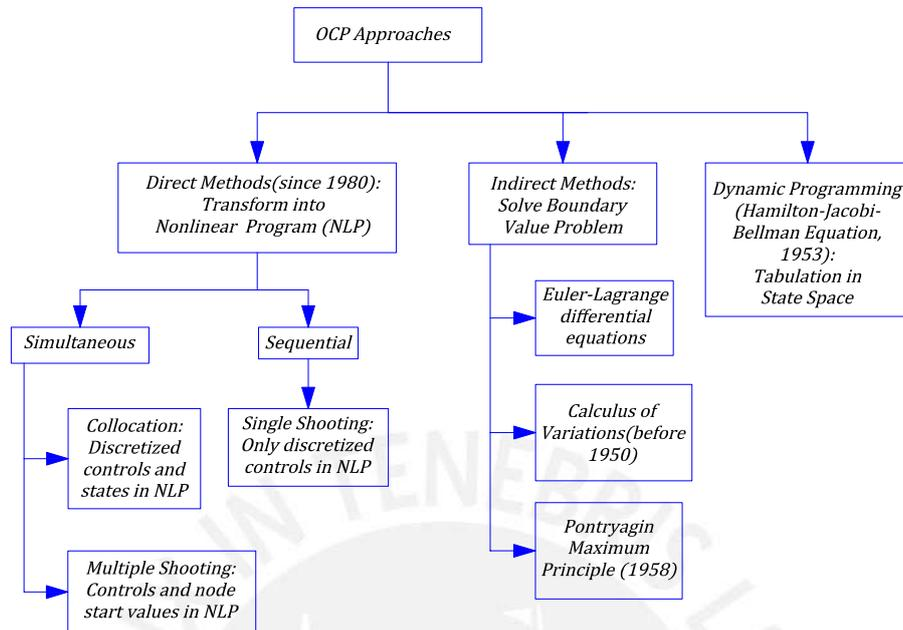 OCP Approaches
Direct Methods(since 1980):
Transform into
Nonlinear Program (NLP)
Indirect Methods:
Solve Boundary
Value Problem
Dynamic Programming
(Hamilton-Jacobi-
Bellman Equation,
1953):
Tabulation in
State Space
Simultaneous
Sequential
Euler-Lagrange
differential
equations
Collocation:
Discretized
controls and
states in NLP
Single Shooting:
Only discretized
controls in NLP
Calculus of
Variations(before
1950)
Multiple Shooting:
Controls and node
start values in NLP
Pontryagin
Maximum
Principle (1958)
IN TENEBRIS